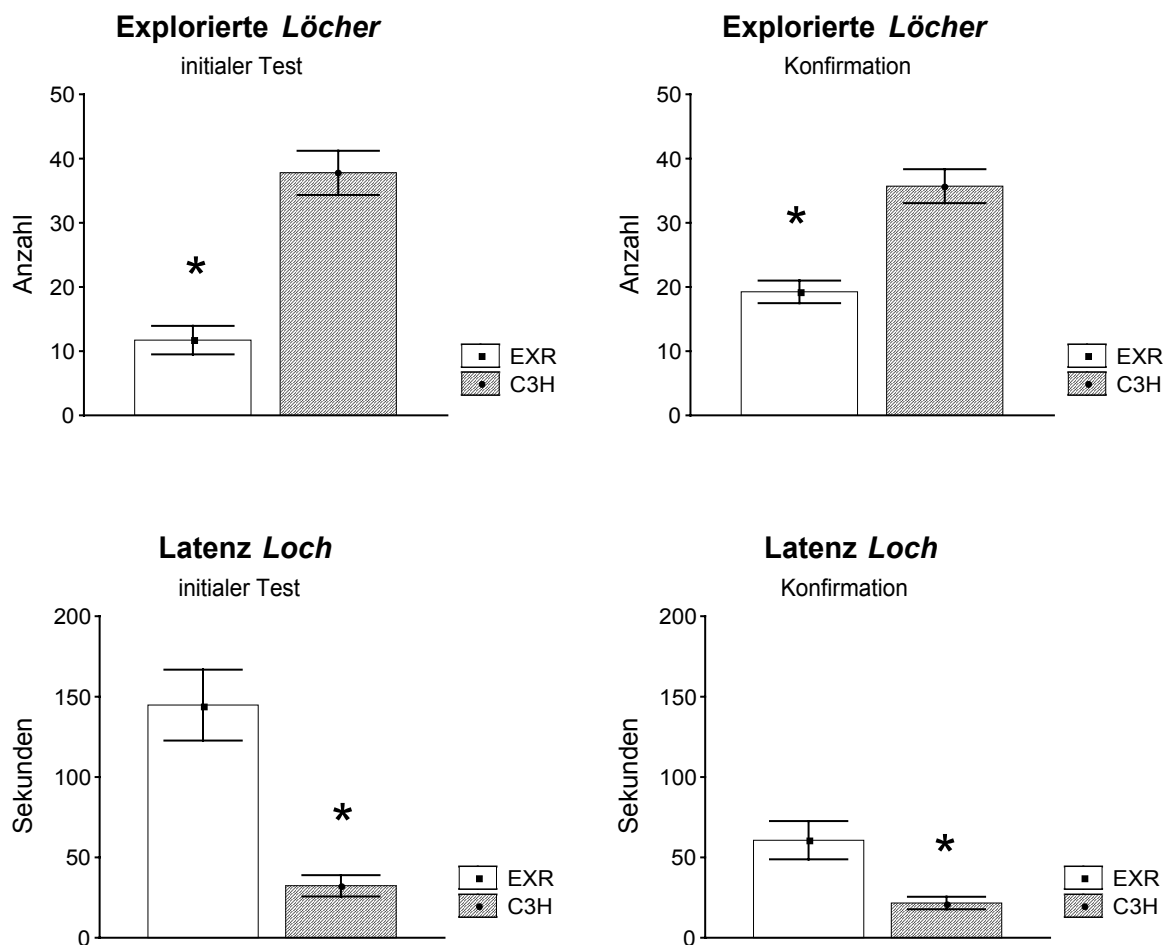 Explorierte Löcher
initialer Test
50
40
30
20
10
0
Anzahl
*
EXR
C3H
Explorierte Löcher
Konfirmation
50
40
30
20
10
0
Anzahl
*
EXR
C3H
Latenz Loch
initialer Test
200
150
100
50
0
Sekunden
*
EXR
C3H
Latenz Loch
Konfirmation
200
150
100
50
0
Sekunden
*
EXR
C3H